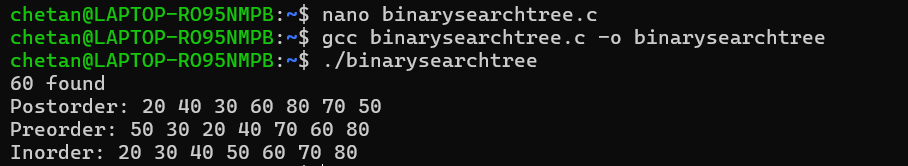 chetan@LAPTOP-RO95NMPB:~$ nano binarysearchtree.c
chetan@LAPTOP-RO95NMPB:~$ gcc binarysearchtree.c -o binarysearchtree
chetan@LAPTOP-RO95NMPB:~$ ./binarysearchtree
60 found
Postorder: 20 40 30 60 80 70 50
Preorder: 50 30 20 40 70 60 80
Inorder: 20 30 40 50 60 70 80